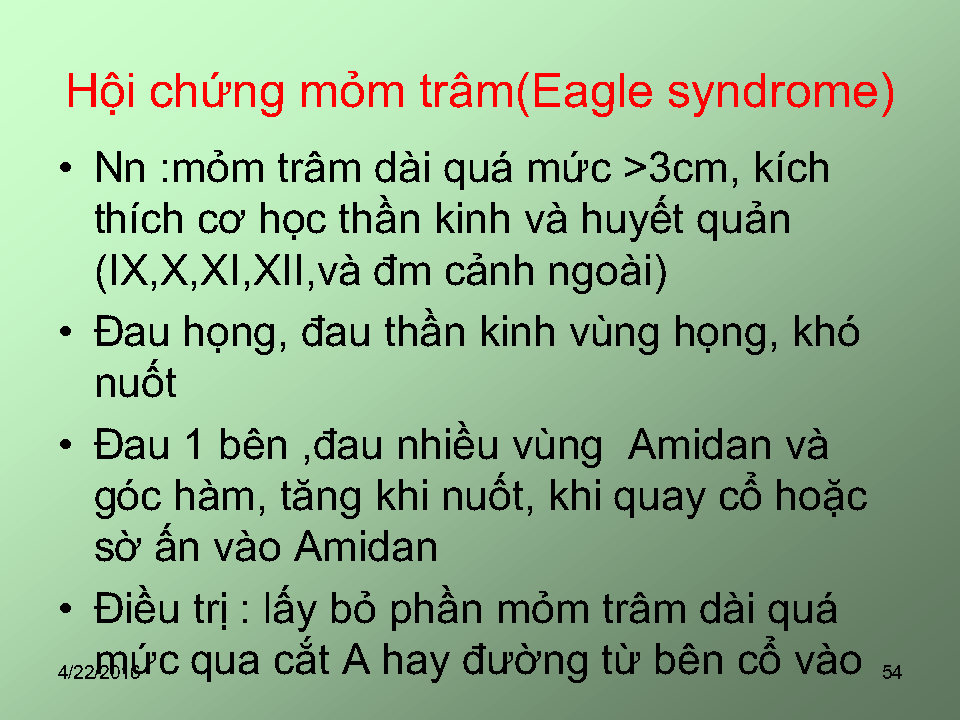 Hội chứng mỏm trâm(Eagle syndrome)
• Nn :mỏm trâm dài quá mức >3cm, kích
thích cơ học thần kinh và huyết quản
(IX,X,XI,XII,và đm cảnh ngoài)
• Đau họng, đau thần kinh vùng họng, khó
nuốt
• Đau 1 bên ,đau nhiều vùng Amidan và
góc hàm, tăng khi nuốt, khi quay cổ hoặc
sờ ấn vào Amidan
• Điều trị : lấy bỏ phần mỏm trâm dài quá
mức qua cắt A hay đường từ bên cổ vào
54